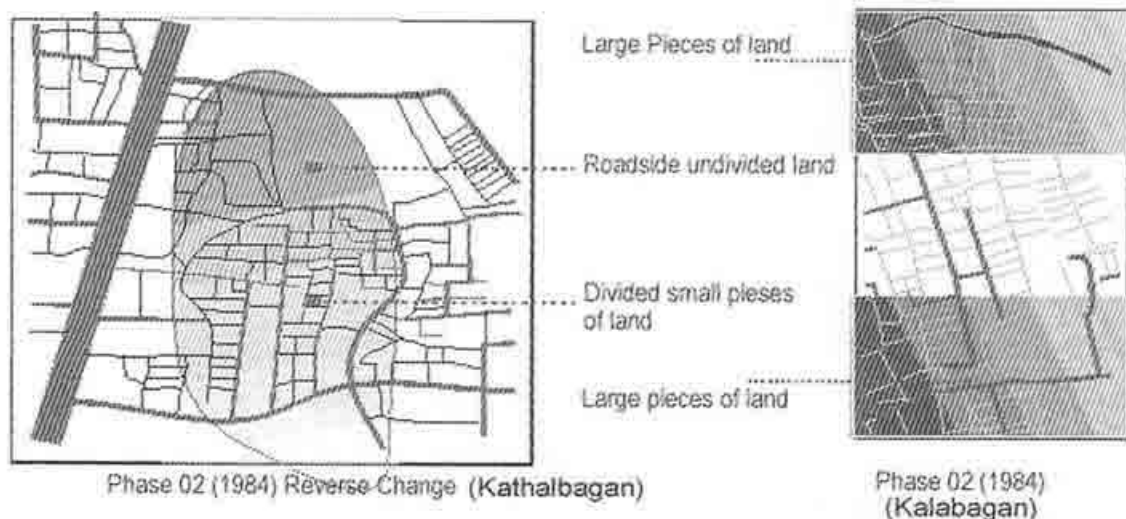 Large Pieces of land
Roadside undivided land
Divided small pleses
of land
Large pieces of land
Phase 02 (1984) Reverse Change (Kathalbagan)
Phase 02 (1984)
(Kalabagan)